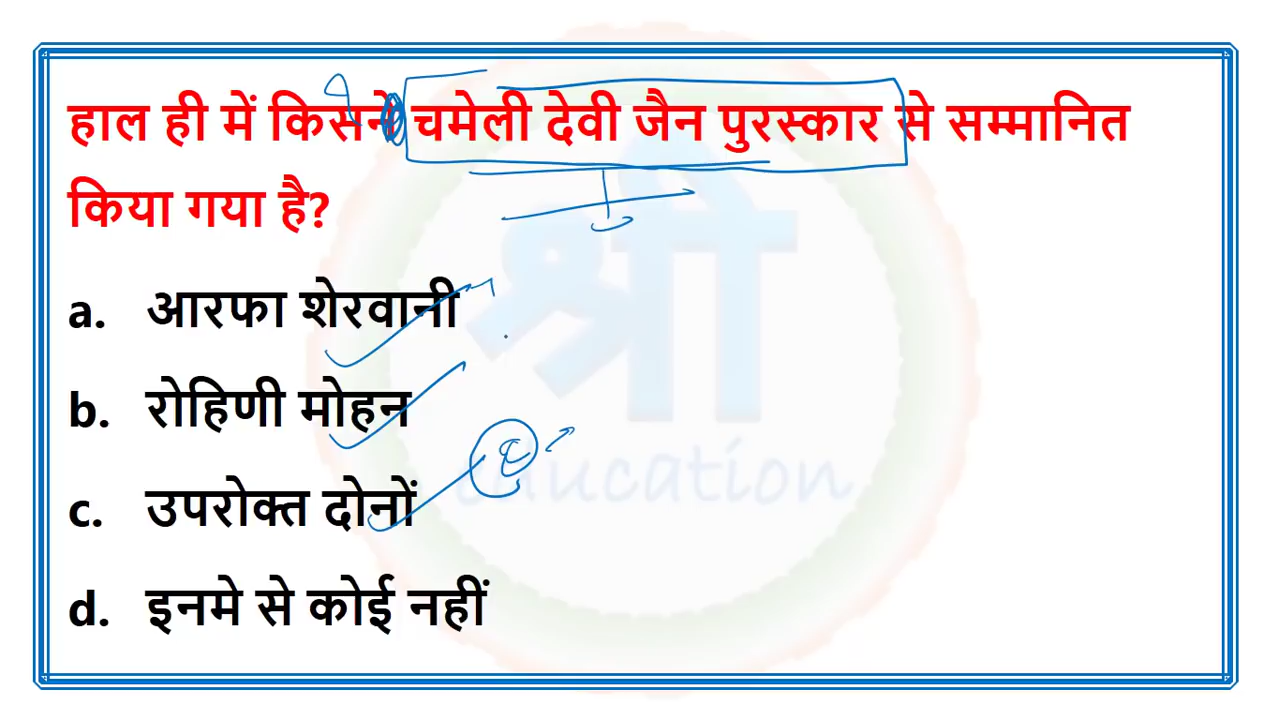 हाल ही में किसने चमेली देवी जैन पुरस्कार से सम्मानित
किया गया है?
a. आरफा शेरवानी
b. रोहिणी मोहन
c. उपरोक्त दोनों
d. इनमे से कोई नहीं
श्री
education